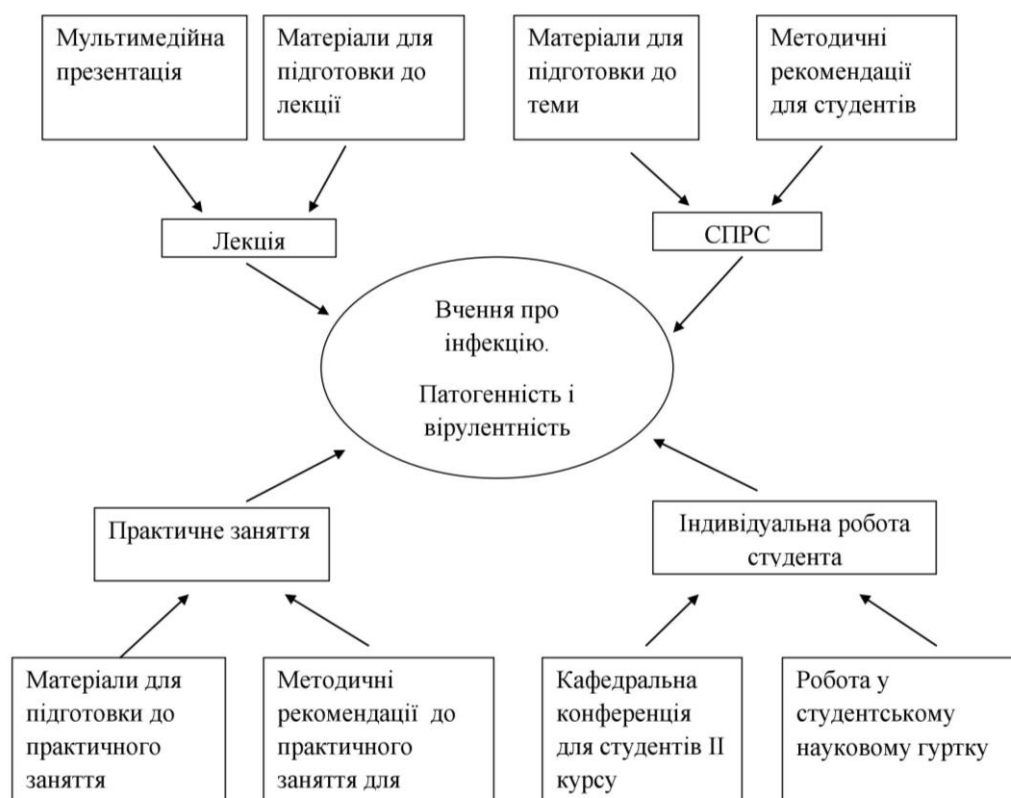 Мультимедійна
презентація
Матеріали для
підготовки до
лекції
Матеріали для
підготовки до
теми
Методичні
рекомендації
для студентів
Лекція
СПРС
Вчення про
інфекцію.
Патогенність і
вірулентність
Практичне заняття
Індивідуальна робота
студента
Матеріали для
підготовки до
практичного
заняття
Методичні
рекомендації до
практичного
заняття для
Кафедральна
конференція
для студентів ІІ
курсу
Робота у
студентському
науковому гуртку